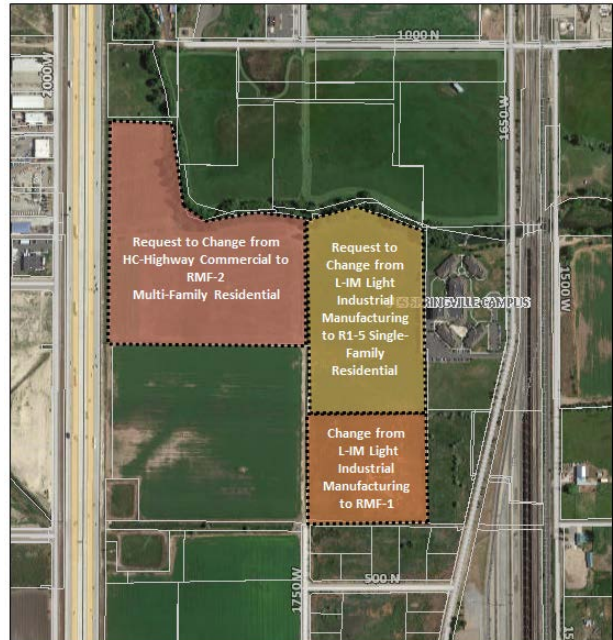 1000 N
2000 W
1650 W
Request to Change from
HC-Highway Commercial to
RMF-2
Multi-Family Residential
Request to
Change from
L-IM Light
Industrial
Manufacturing
to R1-5 Single-
Family
Residential
SPRINGVILLE CAMPUS
1500 W
Change from
L-IM Light
Industrial
Manufacturing
to RMF-1
1750 W
500 N